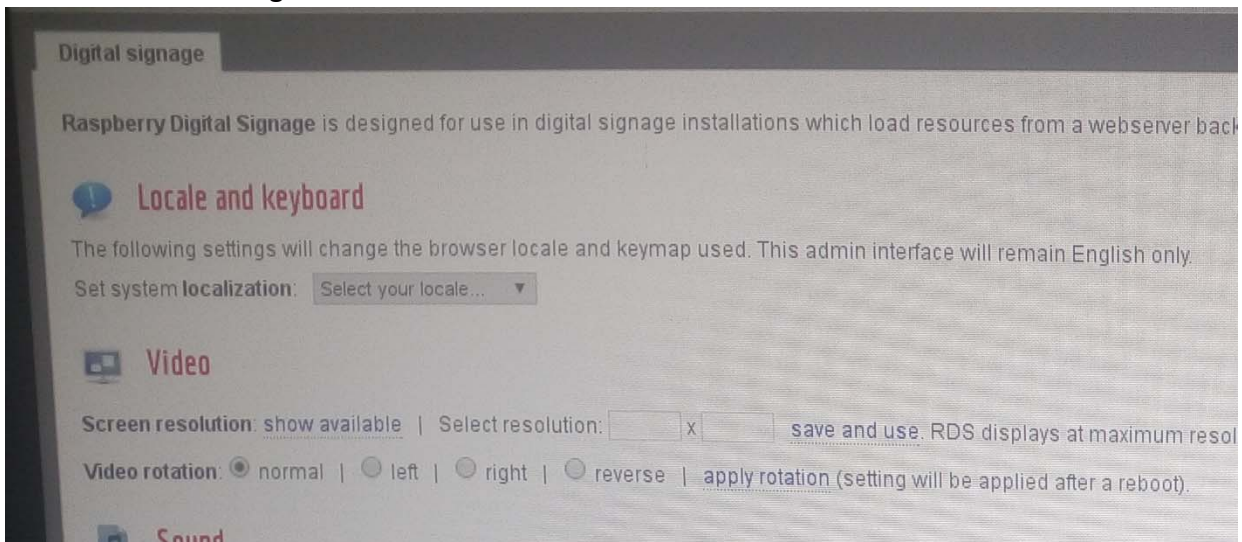 Digital signage
Raspberry Digital Signage is designed for use in digital signage installations which load resources from a webserver back
Locale and keyboard
The following settings will change the browser locale and keymap used. This admin interface will remain English only.
Set system localization: Select your locale...
Video
Screen resolution: show available | Select resolution: x save and use. RDS displays at maximum resol
Video rotation: normal | left | right | reverse | apply rotation (setting will be applied after a reboot).
Sound